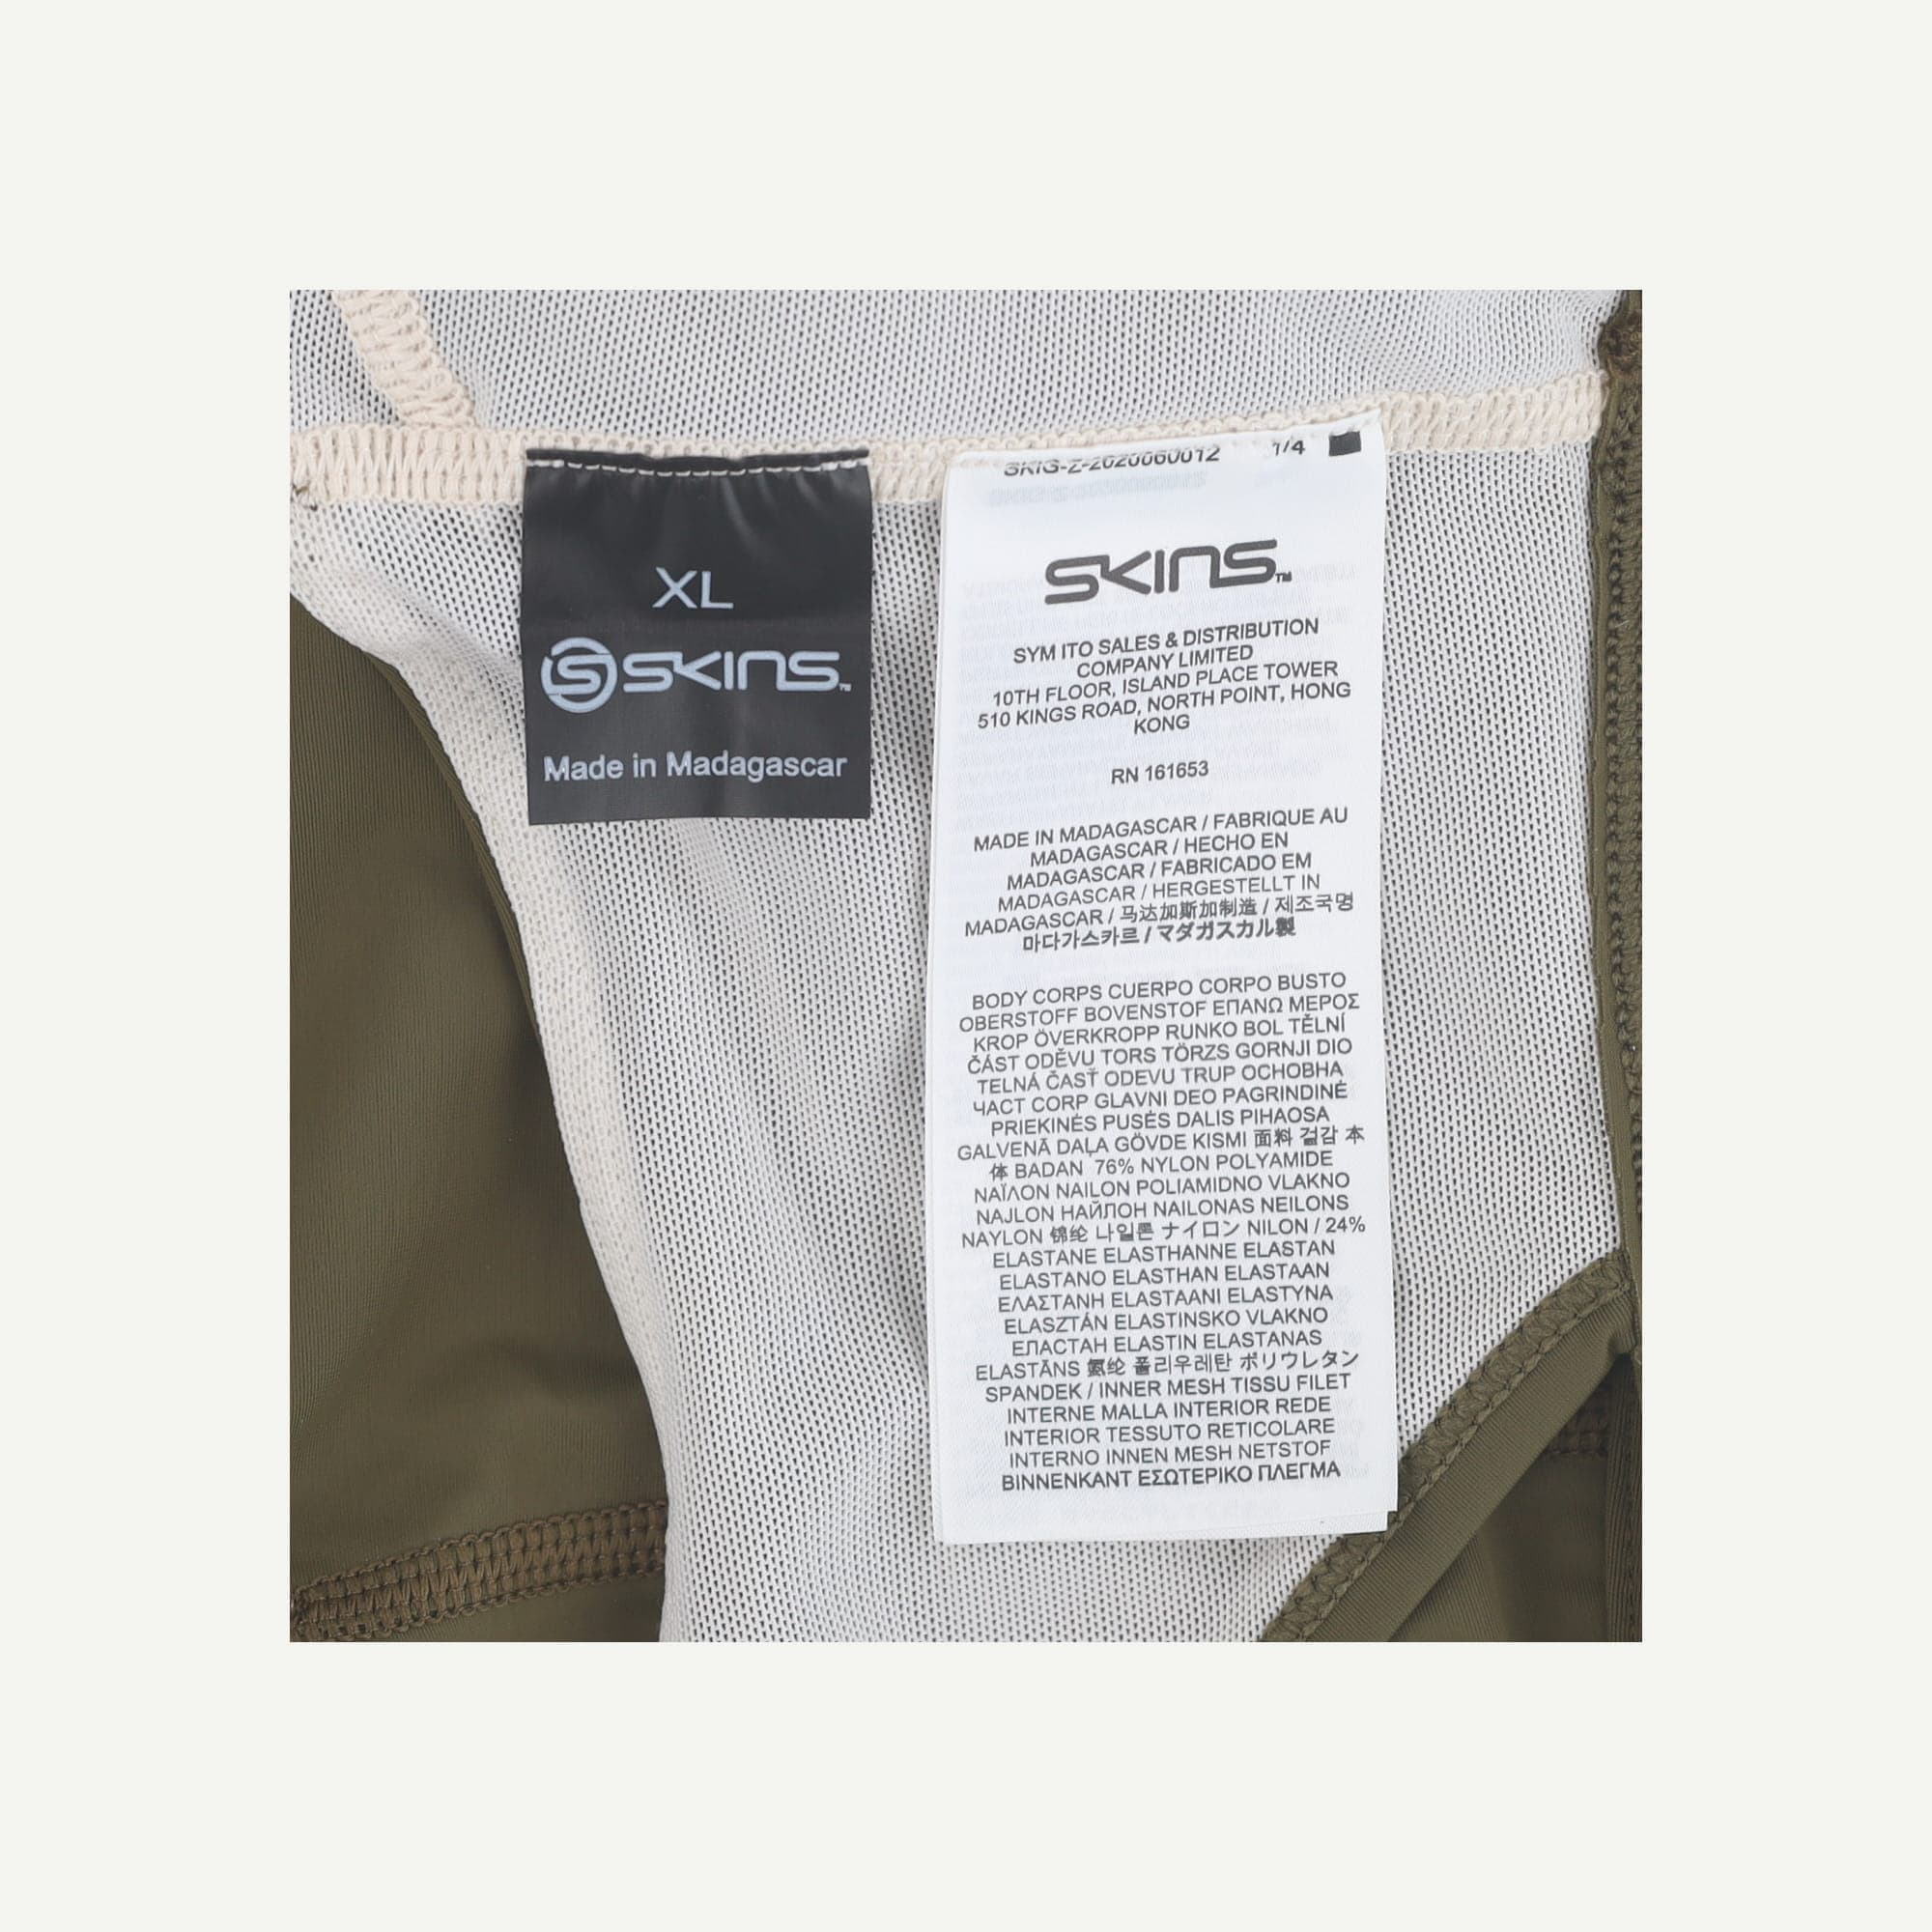 XL
SKINS™
Made in Madagascar
SKIG-Z-2020060012 1/4
SKINS™
SYM ITO SALES & DISTRIBUTION
COMPANY LIMITED
10TH FLOOR, ISLAND PLACE TOWER
510 KINGS ROAD, NORTH POINT, HONG
KONG
RN 161653
MADE IN MADAGASCAR / FABRIQUE AU
MADAGASCAR / HECHO EN
MADAGASCAR / FABRICADO EM
MADAGASCAR / HERGESTELLT IN
MADAGASCAR / 马达加斯加制造 / 제조국명
마다가스카르 / マダガスカル製
BODY CORPS CUERPO CORPO BUSTO
OBERSTOFF BOVENSTOF ΕΠΑΝΩ ΜΕΡΟΣ
KROP ÖVERKROPP RUNKO BOL TĚLNÍ
ČÁST ODĚVU TORS TÖRZS GORNJI DIO
TELNÁ ČASŤ ODEVU TRUP ОСНОВНА
ЧАСТ CORP GLAVNI DEO PAGRINDINĖ
PRIEKINĖS PUSĖS DALIS PIHAOSA
GALVENĀ DAĻA GÖVDE KISMI 面料 겉감 本
体 BADAN 76% NYLON POLYAMIDE
ΝΑΪΛΟΝ NAILON POLIAMIDNO VLAKNO
NAJLON НАЙЛОН NAILONAS NEILONS
NAYLON 锦纶 나일론 ナイロン NILON / 24%
ELASTANE ELASTHANNE ELASTAN
ELASTANO ELASTHAN ELASTAAN
ΕΛΑΣΤΑΝΗ ELASTAANI ELASTYNA
ELASZTÁN ELASTINSKO VLAKNO
ЕЛАСТАН ELASTIN ELASTANAS
ELASTĀNS 氨纶 폴리우레탄 ポリウレタン
SPANDEK / INNER MESH TISSU FILET
INTERNE MALLA INTERIOR REDE
INTERIOR TESSUTO RETICOLARE
INTERNO INNEN MESH NETSTOF
BINNENKANT ΕΣΩΤΕΡΙΚΟ ΠΛΕΓΜΑ